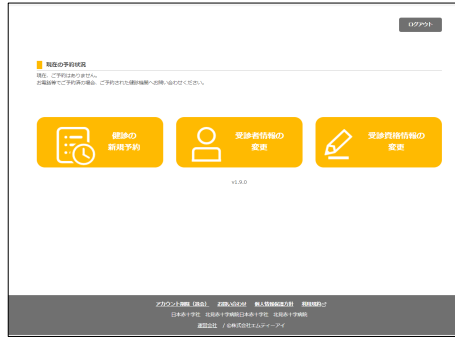 ログアウト
現在の予約状況
現在、ご予約はありません。
お電話等でご予約済の場合、ご予約された健診機関へお問い合わせください。
健診の
新規予約
受診者情報の
変更
受診資格情報の
変更
v1.9.0
アカウント削除（退会） お問い合わせ 個人情報保護方針 利用規約
日本赤十字社 北見赤十字病院日本赤十字社 北見赤十字病院
運営会社 / ©株式会社エムティーアイ